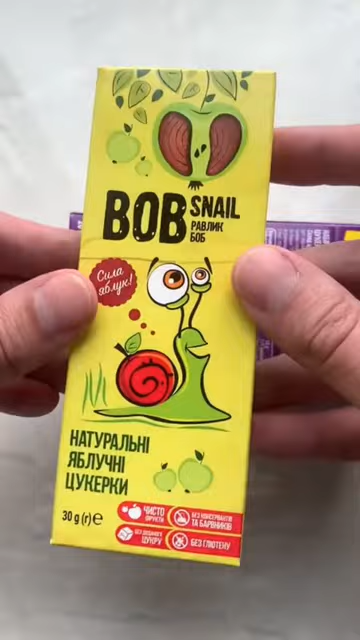 BOB SNAIL
РАВЛИК
БОБ
Сила
яблук!
НАТУРАЛЬНІ
ЯБЛУЧНІ
ЦУКЕРКИ
30 g (г) e
ЧИСТО
ФРУКТИ
БЕЗ КОНСЕРВАНТІВ
ТА БАРВНИКІВ
БЕЗ ДОДАНОГО
ЦУКРУ
БЕЗ ГЛЮТЕНУ